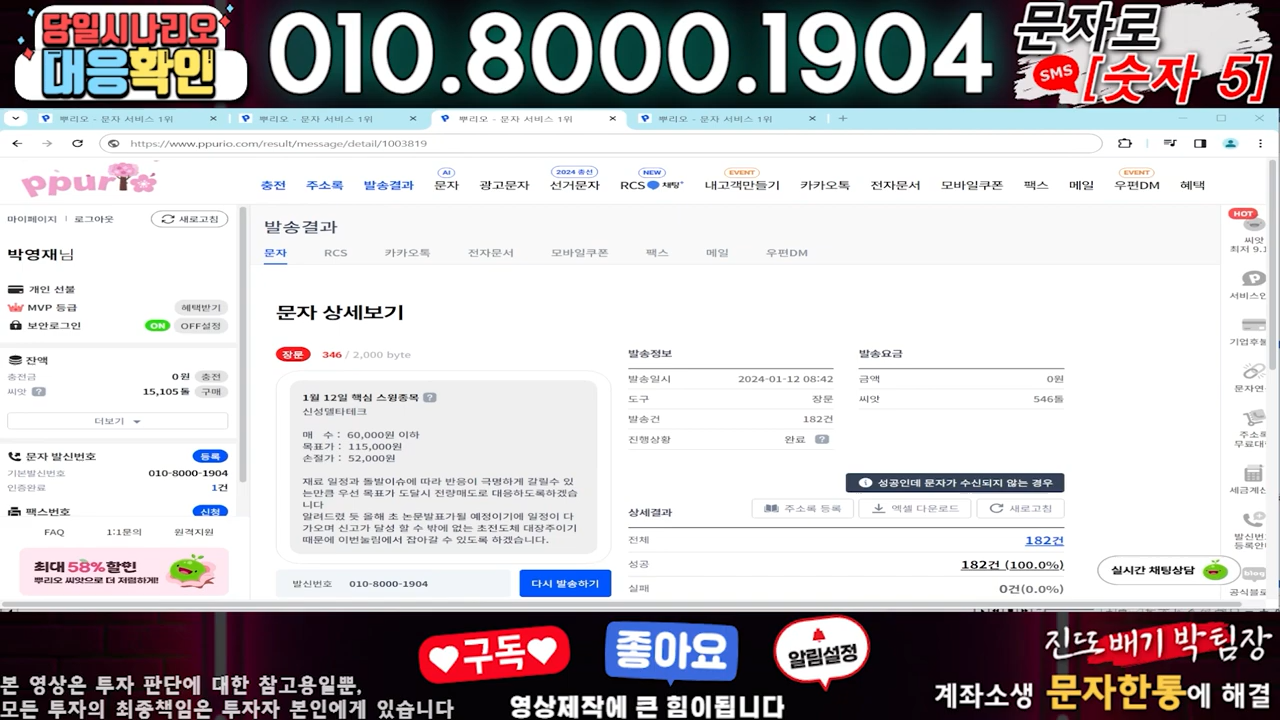 당일시나리오
대응확인
010.8000.1904
문자로
SMS
[숫자 5]
뿌리오 - 문자 서비스 1위
뿌리오 - 문자 서비스 1위
뿌리오 - 문자 서비스 1위
뿌리오 - 문자 서비스 1위
https://www.ppurio.com/result/message/detail/1003819
ppurio
충전
주소록
발송결과
AI
문자
광고문자
2024 총선
선거문자
NEW
RCS 채팅+
EVENT
내고객만들기
카카오톡
전자문서
모바일쿠폰
팩스
메일
EVENT
우편DM
혜택
마이페이지 | 로그아웃
새로고침
박영재님
개인 선불
MVP 등급
혜택받기
보안로그인
ON
OFF설정
잔액
충전금
0원
충전
씨앗 ?
15,105톨
구매
더보기
문자 발신번호
등록
기본발신번호
010-8000-1904
인증완료
1건
팩스번호
신청
FAQ
1:1문의
원격지원
최대 58%할인
뿌리오 씨앗으로 더 저렴하게!
발송결과
문자
RCS
카카오톡
전자문서
모바일쿠폰
팩스
메일
우편DM
문자 상세보기
장문
346 / 2,000 byte
1월 12일 핵심 스윙종목 ?
신성델타테크
매 수 : 60,000원 이하
목표가 : 115,000원
손절가 : 52,000원
재료 일정과 돌발이슈에 따라 반응이 극명하게 갈릴수 있
는만큼 우선 목표가 도달시 전량매도로 대응하도록하겠습
니다
알려드렸 듯 올해 초 논문발표가될 예정이기에 일정이 다
가오며 신고가 달성 할 수 밖에 없는 초전도체 대장주이기
때문에 이번눌림에서 잡아갈 수 있도록 하겠습니다.
발신번호
010-8000-1904
다시 발송하기
발송정보
발송일시
2024-01-12 08:42
도구
장문
발송건
182건
진행상황
완료 ?
발송요금
금액
0원
씨앗
546톨
성공인데 문자가 수신되지 않는 경우
상세결과
주소록 등록
엑셀 다운로드
새로고침
전체
182건
성공
182건 (100.0%)
실패
0건(0.0%)
HOT
씨앗
최저 9.1
서비스안
기업후불
문자연
주소록
무료대
세금계산
발신번
등록안
blog
공식블로
실시간 채팅상담
구독
좋아요
알림설정
진또배기 박팀장
본 영상은 투자 판단에 대한 참고용일뿐,
모든 투자의 최종책임은 투자자 본인에게 있습니다
영상제작에 큰 힘이됩니다
계좌소생 문자한통에 해결